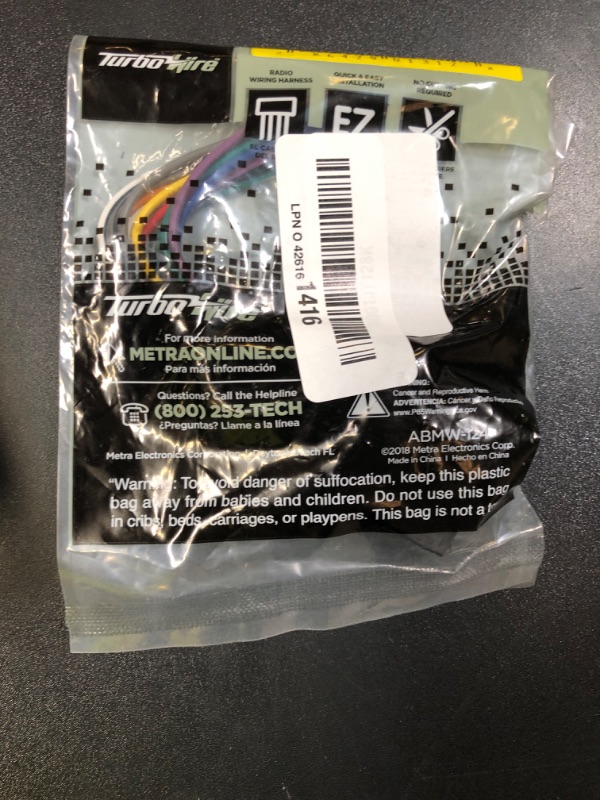 TurboWire
RADIO
WIRING HARNESS
QUICK & EASY
INSTALLATION
REQUIRED
EZ
LPN O 42616 1416
TurboWire
For more information
METRAONLINE.CO
Para más información
Questions? Call the Helpline
(800) 253-TECH
¿Preguntas? Llame a la línea
Cancer and Reproductive Harm
ADVERTENCIA: Cáncer y Daño Reproductivo
www.P65Warnings.ca.gov
©2018 Metra Electronics Corp.
Made in China | Hecho en China
Metra Electronics Corporation
"Warning: To avoid danger of suffocation, keep this plastic
bag away from babies and children. Do not use this bag
in cribs, beds, carriages, or playpens. This bag is not a